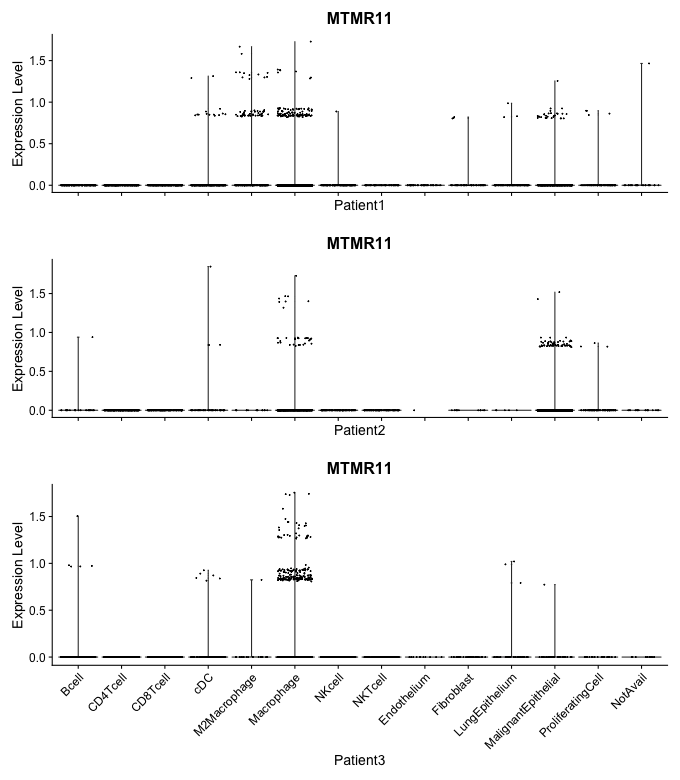 MTMR11
Expression Level
1.5
1.0
0.5
0.0
Patient1
MTMR11
Expression Level
1.5
1.0
0.5
0.0
Patient2
MTMR11
Expression Level
1.5
1.0
0.5
0.0
Bcell
CD4Tcell
CD8Tcell
cDC
M2Macrophage
Macrophage
NKcell
NKTcell
Endothelium
Fibroblast
LungEpithelium
MalignantEpithelial
ProliferatingCell
NotAvail
Patient3